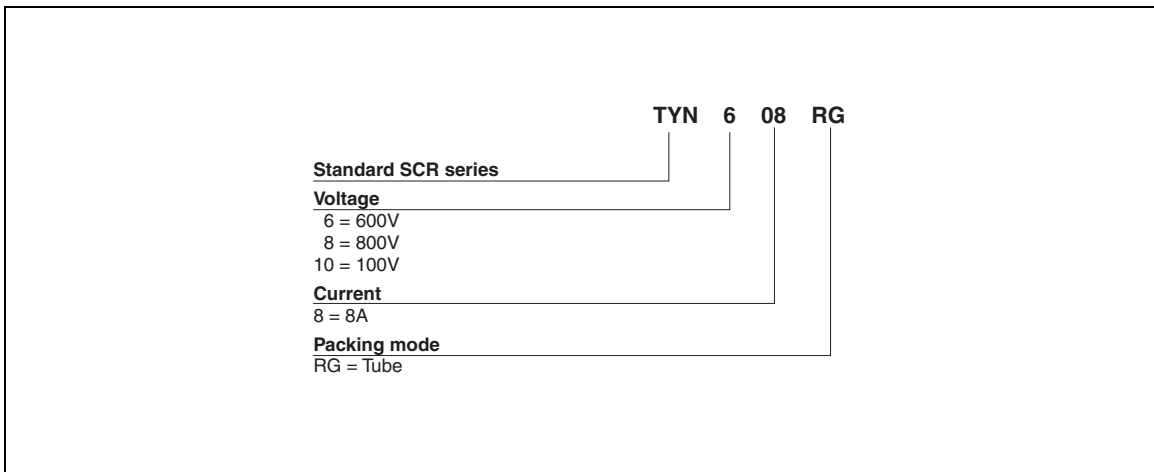 TYN 6 08 RG
Standard SCR series
Voltage
6 = 600V
8 = 800V
10 = 100V
Current
8 = 8A
Packing mode
RG = Tube